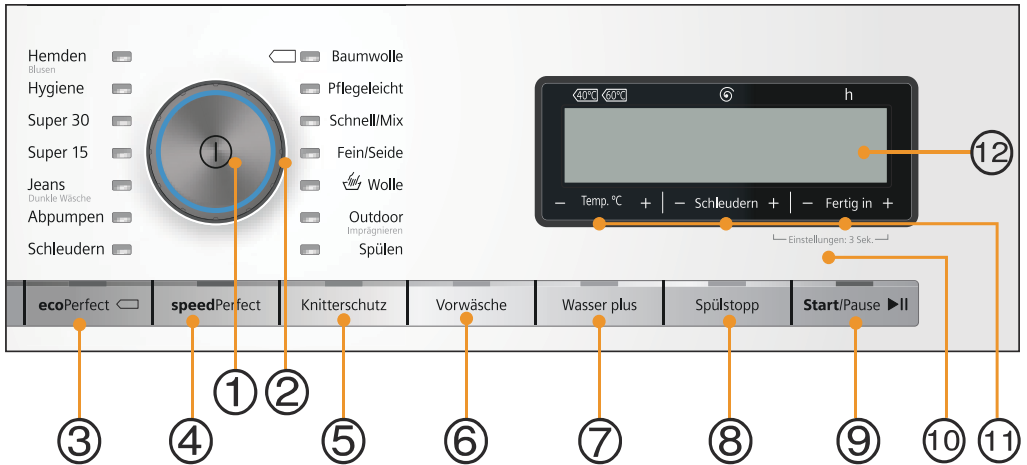 Hemden
Blusen
Hygiene
Super 30
Super 15
Jeans
Dunkle Wäsche
Abpumpen
Schleudern
Baumwolle
Pflegeleicht
Schnell/Mix
Fein/Seide
Wolle
Outdoor
Imprägnieren
Spülen
40°C 60°C h
− Temp. °C + − Schleudern + − Fertig in +
Einstellungen: 3 Sek.
ecoPerfect speedPerfect Knitterschutz Vorwäsche Wasser plus Spülstopp Start/Pause
1 2 3 4 5 6 7 8 9 10 11 12